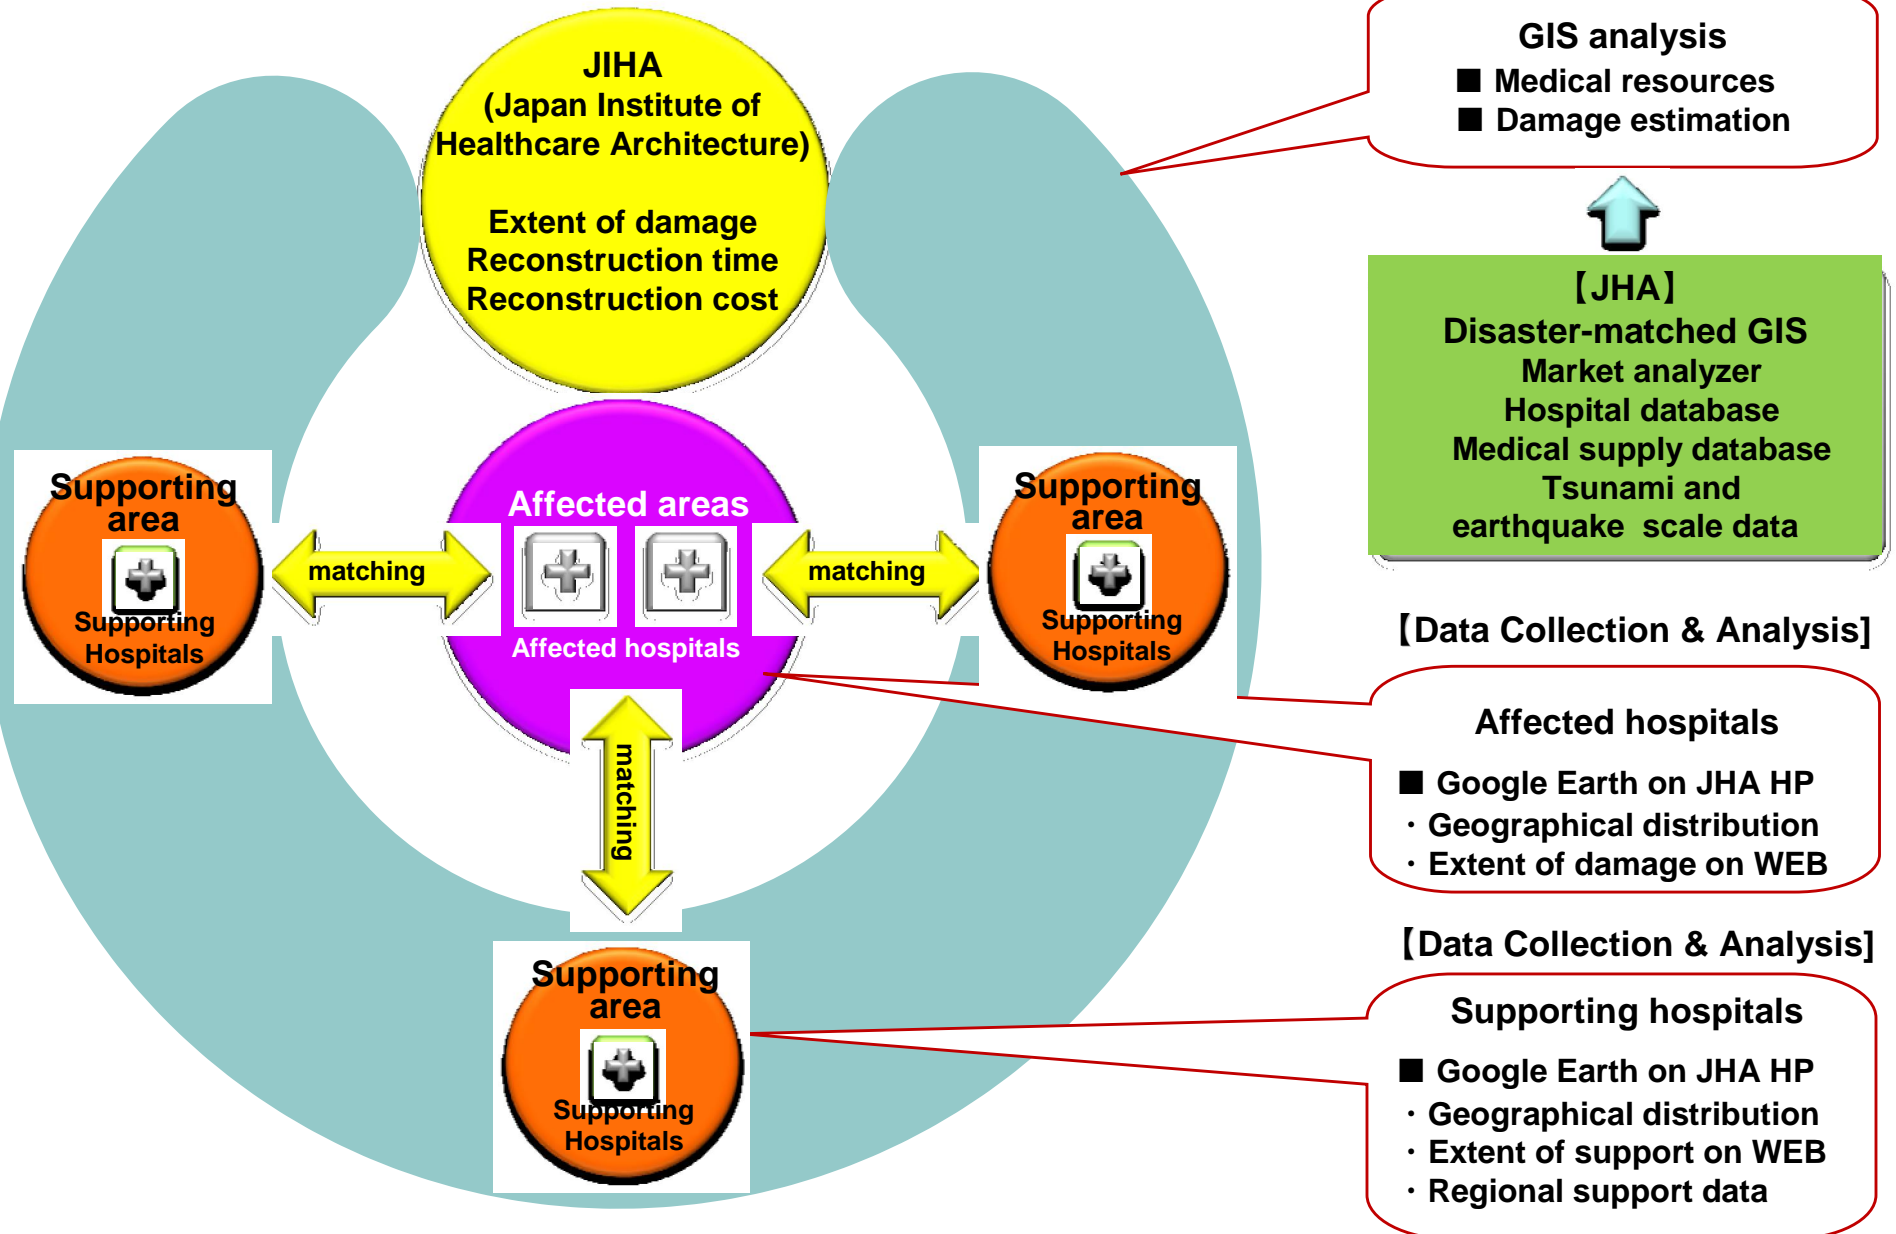 JIHA
(Japan Institute of
Healthcare Architecture)
Extent of damage
Reconstruction time
Reconstruction cost
GIS analysis
■ Medical resources
■ Damage estimation
【JHA】
Disaster-matched GIS
Market analyzer
Hospital database
Medical supply database
Tsunami and
earthquake scale data
Supporting
area
Supporting
Hospitals
matching
Affected areas
Affected hospitals
matching
Supporting
area
Supporting
Hospitals
matching
Supporting
area
Supporting
Hospitals
【Data Collection & Analysis]
Affected hospitals
■ Google Earth on JHA HP
・Geographical distribution
・Extent of damage on WEB
【Data Collection & Analysis]
Supporting hospitals
■ Google Earth on JHA HP
・Geographical distribution
・Extent of support on WEB
・Regional support data